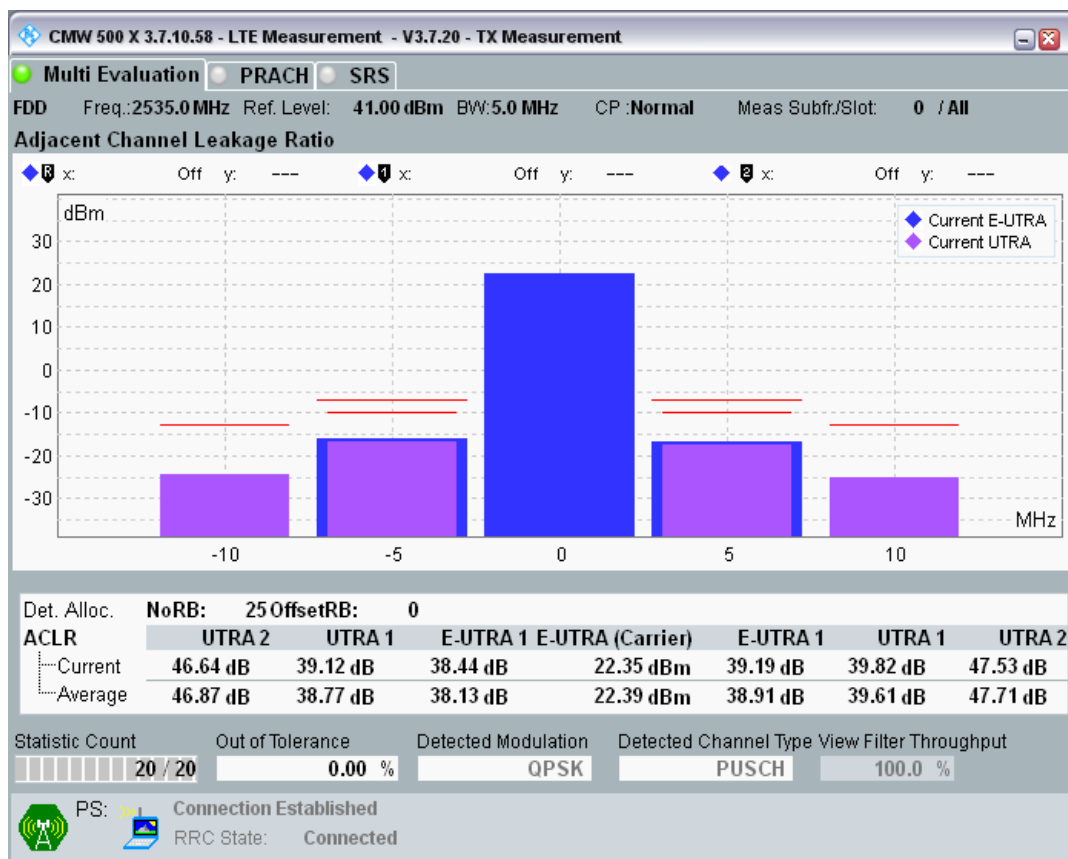 CMW 500 X 3.7.10.58 - LTE Measurement - V3.7.20 - TX Measurement
Multi Evaluation PRACH SRS
FDD Freq.:2535.0 MHz Ref. Level: 41.00 dBm BW:5.0 MHz CP :Normal Meas Subfr./Slot: 0 / All
Adjacent Channel Leakage Ratio
R x: Off y: --- 1 x: Off y: --- 2 x: Off y: ---
dBm
Current E-UTRA
Current UTRA
30
20
10
0
-10
-20
-30
MHz
-10 -5 0 5 10
Det. Alloc. NoRB: 25 OffsetRB: 0
ACLR UTRA 2 UTRA 1 E-UTRA 1 E-UTRA (Carrier) E-UTRA 1 UTRA 1 UTRA 2
Current 46.64 dB 39.12 dB 38.44 dB 22.35 dBm 39.19 dB 39.82 dB 47.53 dB
Average 46.87 dB 38.77 dB 38.13 dB 22.39 dBm 38.91 dB 39.61 dB 47.71 dB
Statistic Count Out of Tolerance Detected Modulation Detected Channel Type View Filter Throughput
20 / 20 0.00 % QPSK PUSCH 100.0 %
PS: Connection Established
RRC State: Connected